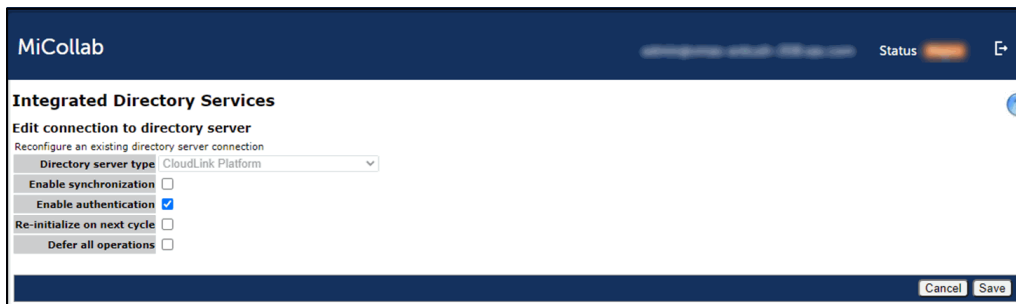 MiCollab
Status
Integrated Directory Services
Edit connection to directory server
Reconfigure an existing directory server connection
Directory server type CloudLink Platform
Enable synchronization
Enable authentication
Re-initialize on next cycle
Defer all operations
Cancel Save